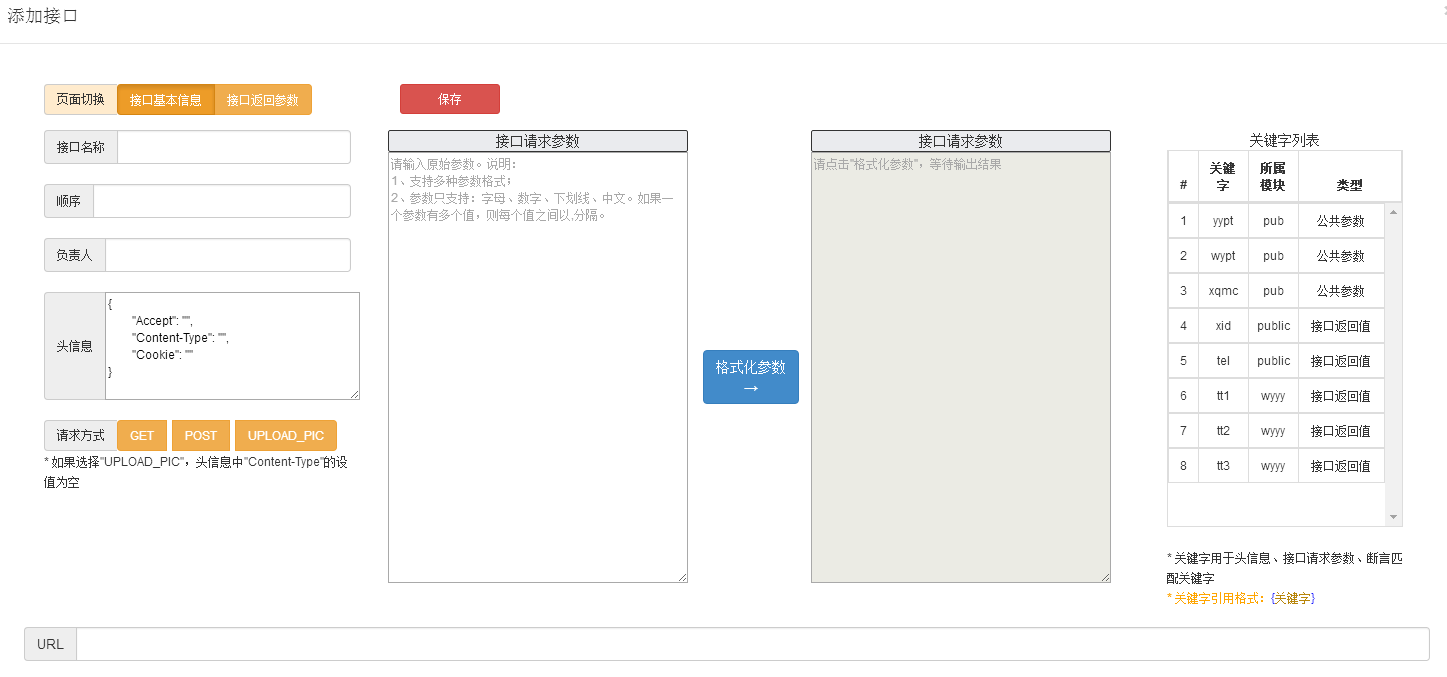 添加接口
页面切换 接口基本信息 接口返回参数
保存
接口名称
顺序
负责人
头信息
{
"Accept": "",
"Content-Type": "",
"Cookie": ""
}
请求方式 GET POST UPLOAD_PIC
* 如果选择"UPLOAD_PIC"，头信息中"Content-Type"的设
值为空
接口请求参数
请输入原始参数。说明：
1、支持多种参数格式；
2、参数只支持：字母、数字、下划线、中文。如果一
个参数有多个值，则每个值之间以,分隔。
格式化参数
→
接口请求参数
请点击"格式化参数"，等待输出结果
关键字列表
# 关键字 所属模块 类型
1 yypt pub 公共参数
2 wypt pub 公共参数
3 xqmc pub 公共参数
4 xid public 接口返回值
5 tel public 接口返回值
6 tt1 wyyy 接口返回值
7 tt2 wyyy 接口返回值
8 tt3 wyyy 接口返回值
* 关键字用于头信息、接口请求参数、断言匹
配关键字
* 关键字引用格式：{关键字}
URL